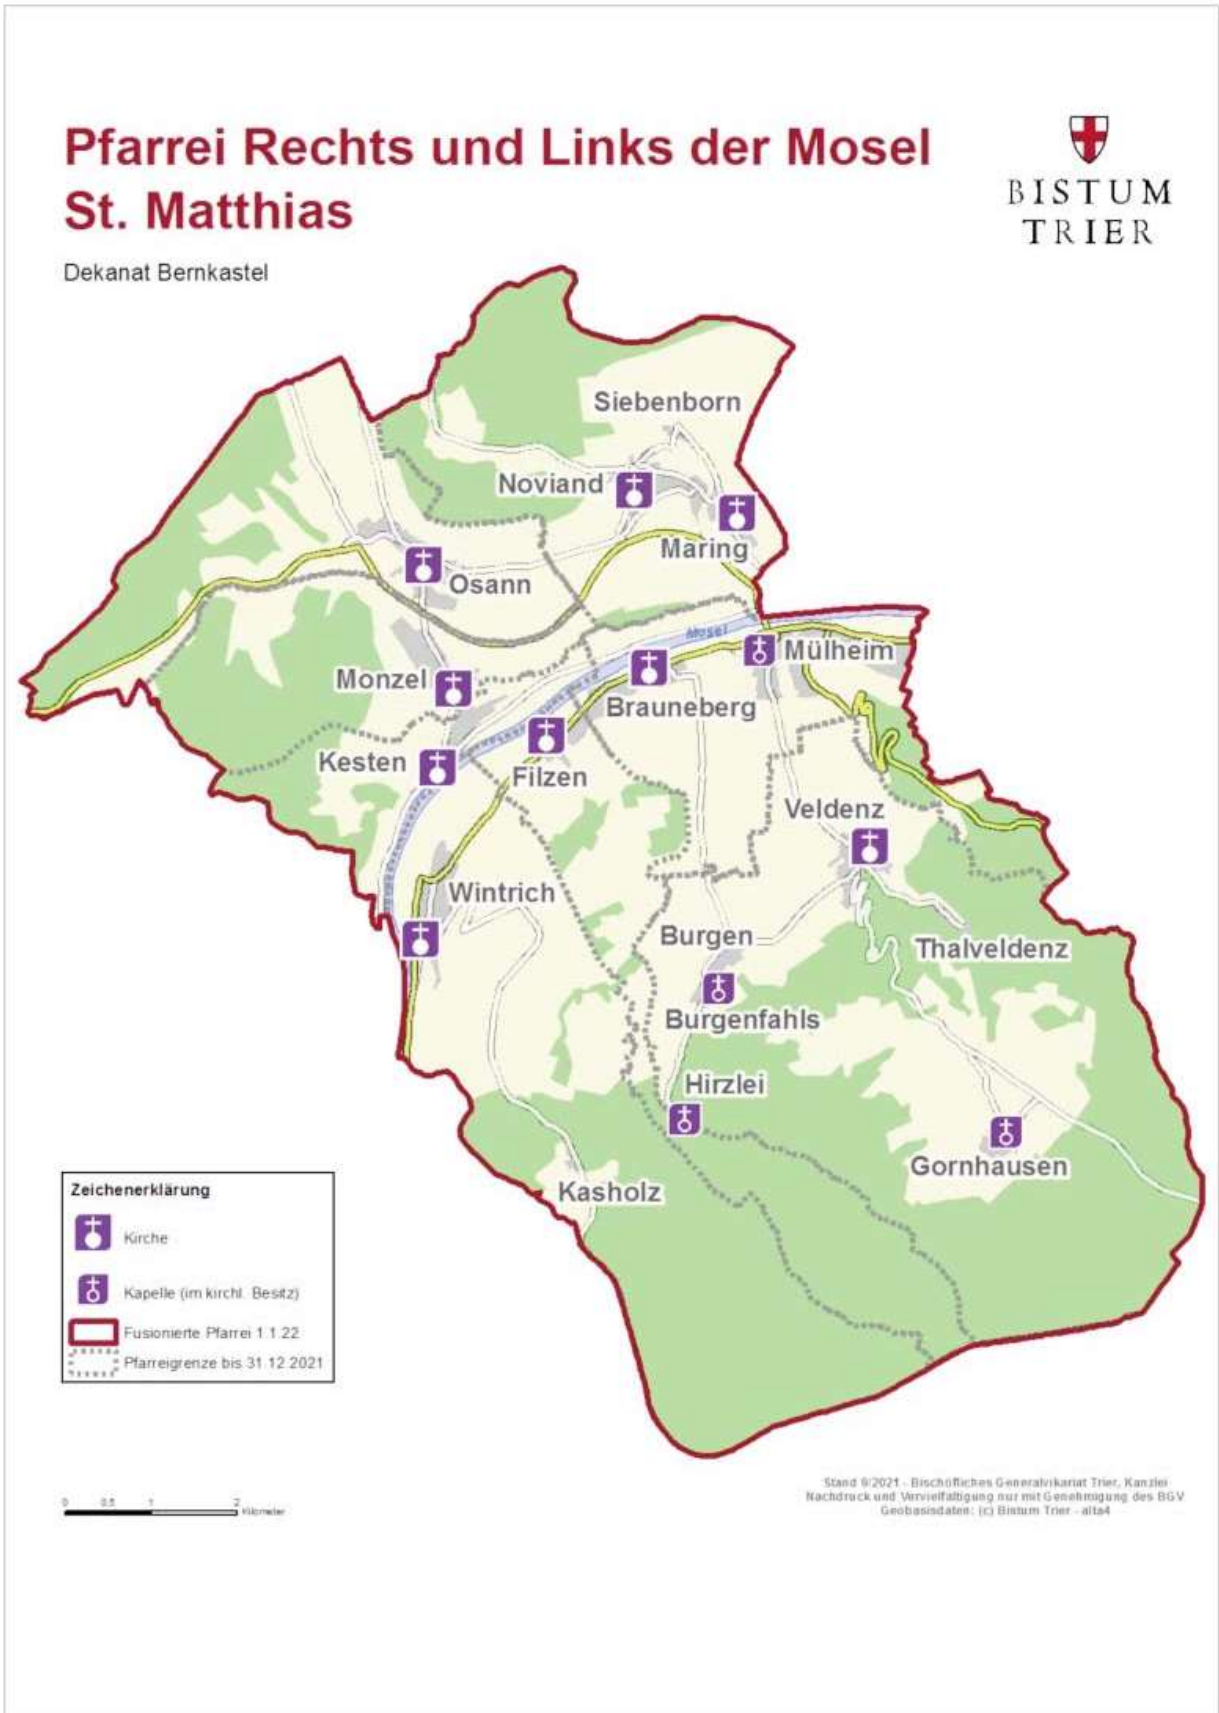 Pfarrei Rechts und Links der Mosel
St. Matthias
Dekanat Bernkastel
BISTUM
TRIER
Siebenborn
Noviand
Maring
Osann
Mosel
Mülheim
Monzel
Brauneberg
Kesten
Filzen
Veldenz
Wintrich
Burgen
Thalveldenz
Burgenfahls
Hirzlei
Gornhausen
Kasholz
Zeichenerklärung
Kirche
Kapelle (im kirchl. Besitz)
Fusionierte Pfarrei 1.1.22
Pfarreigrenze bis 31.12.2021
0 0,5 1 2
Kilometer
Stand 9/2021 - Bischöfliches Generalvikariat Trier, Kanzlei
Nachdruck und Vervielfältigung nur mit Genehmigung des BGV
Geobasisdaten: (c) Bistum Trier - alta4